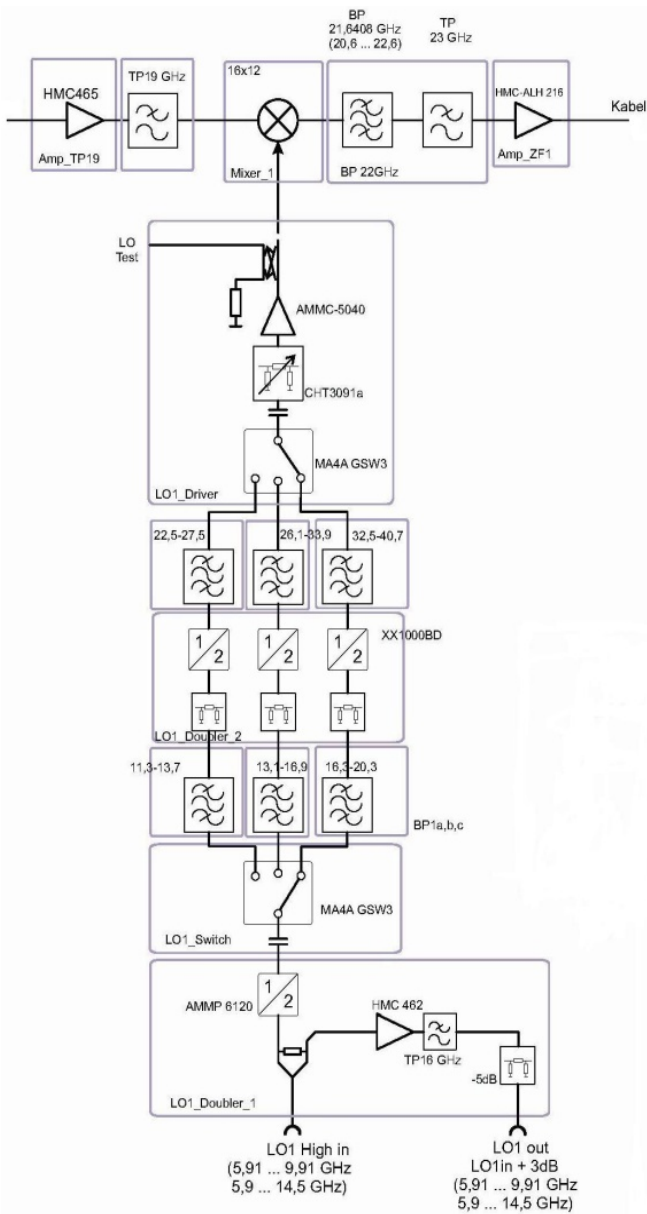 BP
21,6408 GHz
(20,6 ... 22,6)
TP
23 GHz
HMC465
TP19 GHz
16x12
HMC-ALH 216
Kabel
Amp_TP19
Mixer_1
BP 22GHz
Amp_ZF1
LO
Test
AMMC-5040
CHT3091a
MA4A GSW3
LO1_Driver
22,5-27,5
26,1-33,9
32,5-40,7
1
2
1
2
1
2
XX1000BD
LO1_Doubler_2
11,3-13,7
13,1-16,9
16,3-20,3
BP1a,b,c
MA4A GSW3
LO1_Switch
AMMP 6120
1
2
HMC 462
TP16 GHz
-5dB
LO1_Doubler_1
LO1 High in
(5,91 ... 9,91 GHz
5,9 ... 14,5 GHz)
LO1 out
LO1in + 3dB
(5,91 ... 9,91 GHz
5,9 ... 14,5 GHz)